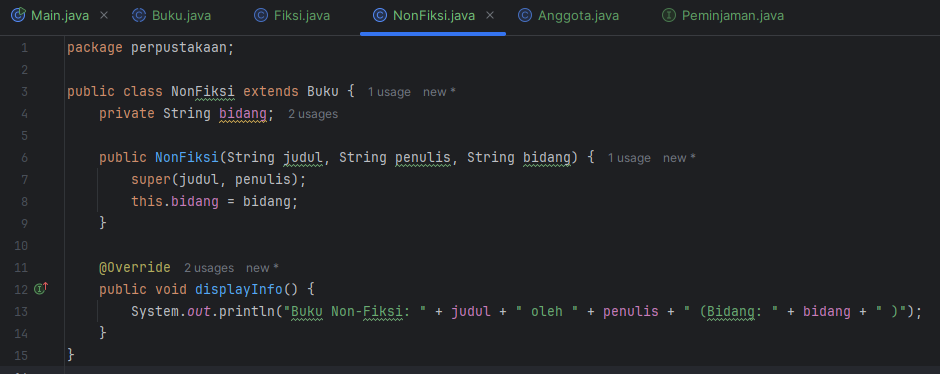 Main.java Buku.java Fiksi.java NonFiksi.java Anggota.java Peminjaman.java
1 package perpustakaan;
2
3 public class NonFiksi extends Buku { 1 usage new *
4 private String bidang; 2 usages
5
6 public NonFiksi(String judul, String penulis, String bidang) { 1 usage new *
7 super(judul, penulis);
8 this.bidang = bidang;
9 }
10
11 @Override 2 usages new *
12 public void displayInfo() {
13 System.out.println("Buku Non-Fiksi: " + judul + " oleh " + penulis + " (Bidang: " + bidang + " )");
14 }
15 }